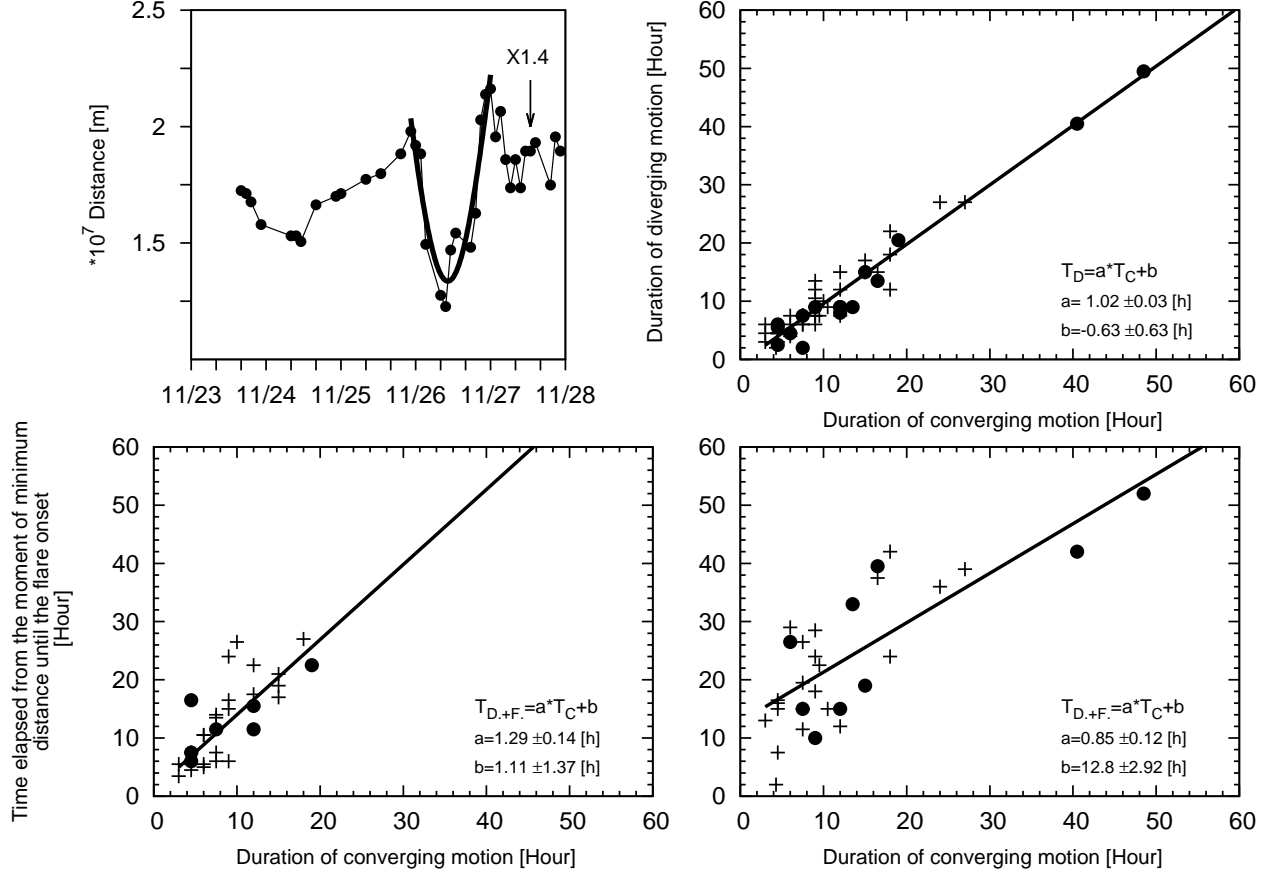 2.5
2
1.5
*10^7 Distance [m]
X1.4
11/23 11/24 11/25 11/26 11/27 11/28
60
50
40
30
20
10
0
Duration of diverging motion [Hour]
T_D=a*T_C+b
a= 1.02 ±0.03 [h]
b=-0.63 ±0.63 [h]
0 10 20 30 40 50 60
Duration of converging motion [Hour]
Time elapsed from the moment of minimum
distance until the flare onset
[Hour]
60
50
40
30
20
10
0
T_{D.+F.}=a*T_C+b
a=1.29 ±0.14 [h]
b=1.11 ±1.37 [h]
0 10 20 30 40 50 60
Duration of converging motion [Hour]
60
50
40
30
20
10
0
T_{D.+F.}=a*T_C+b
a=0.85 ±0.12 [h]
b=12.8 ±2.92 [h]
0 10 20 30 40 50 60
Duration of converging motion [Hour]